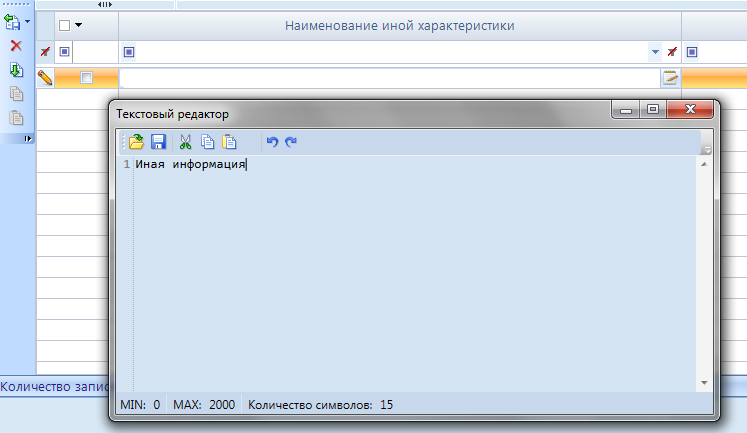 Наименование иной характеристики
Текстовый редактор
1 Иная информация
Количество запис
MIN: 0 MAX: 2000 Количество символов: 15